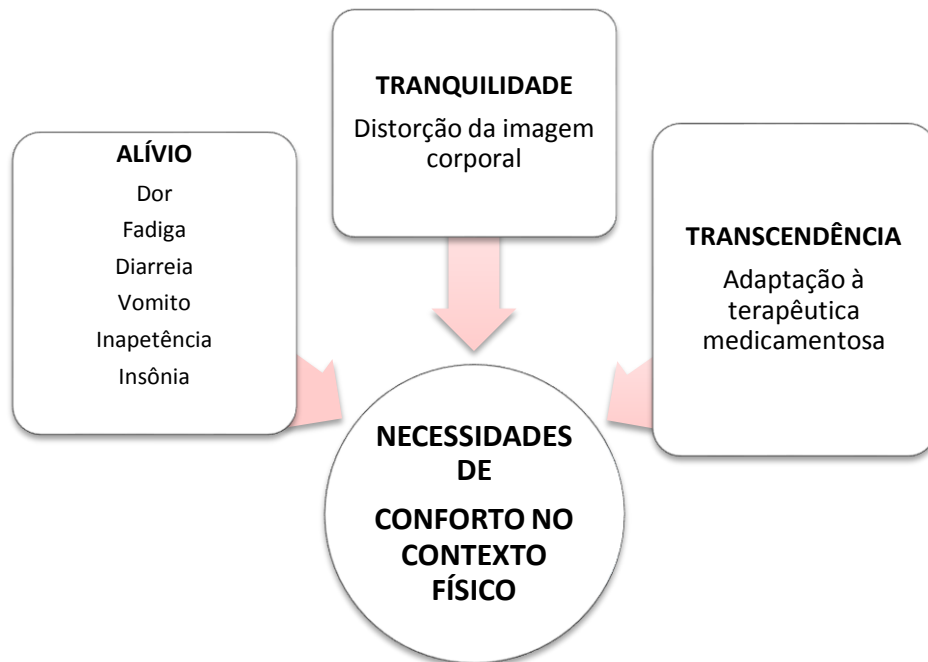 ALÍVIO
Dor
Fadiga
Diarreia
Vomito
Inapetência
Insônia
TRANQUILIDADE
Distorção da imagem
corporal
TRANSCENDÊNCIA
Adaptação à
terapêutica
medicamentosa
NECESSIDADES
DE
CONFORTO NO
CONTEXTO
FÍSICO